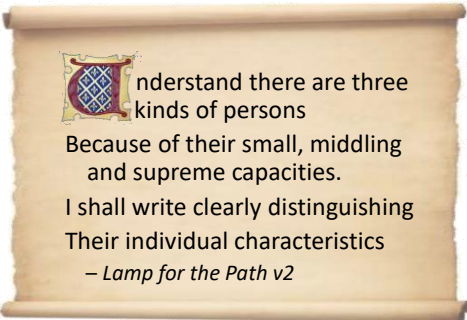 Understand there are three
kinds of persons
Because of their small, middling
and supreme capacities.
I shall write clearly distinguishing
Their individual characteristics
– Lamp for the Path v2